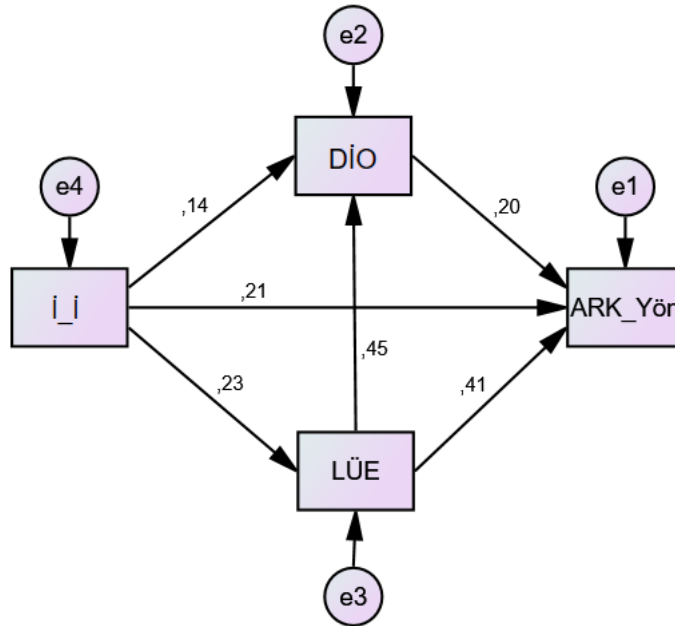 e2
DİO
e4
,14
,20
e1
İ_İ
,21
ARK_Yön
,23
,45
,41
LÜE
e3